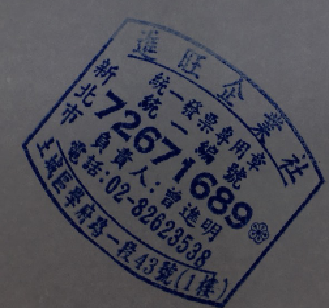 進旺企業社
統一發票專用章
統一編號
72671689
負責人:曾進明
電話:02-82623538
新北市
土城區學府路一段43號(1樓)